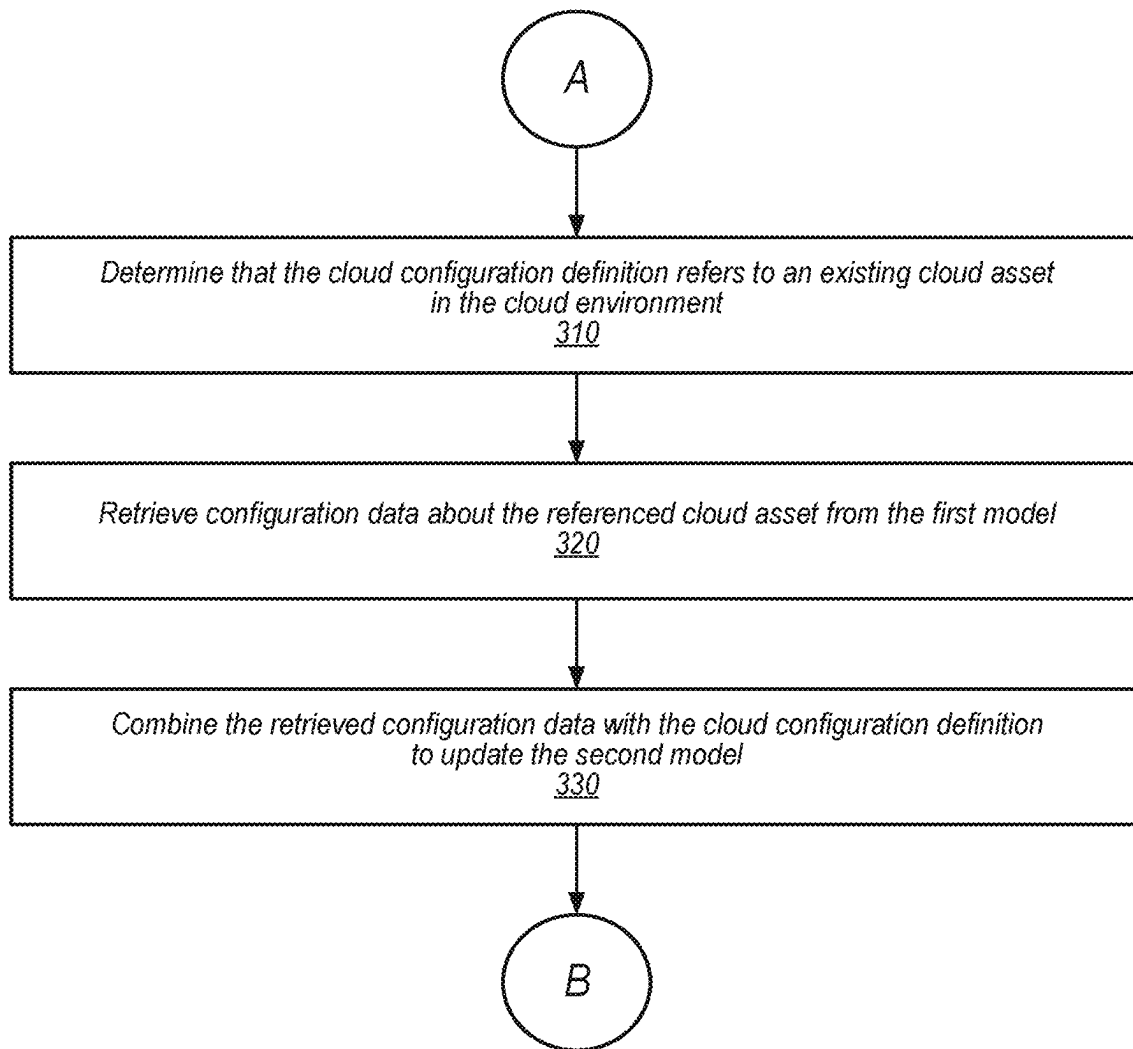 A
Determine that the cloud configuration definition refers to an existing cloud asset
in the cloud environment
310
Retrieve configuration data about the referenced cloud asset from the first model
320
Combine the retrieved configuration data with the cloud configuration definition
to update the second model
330
B